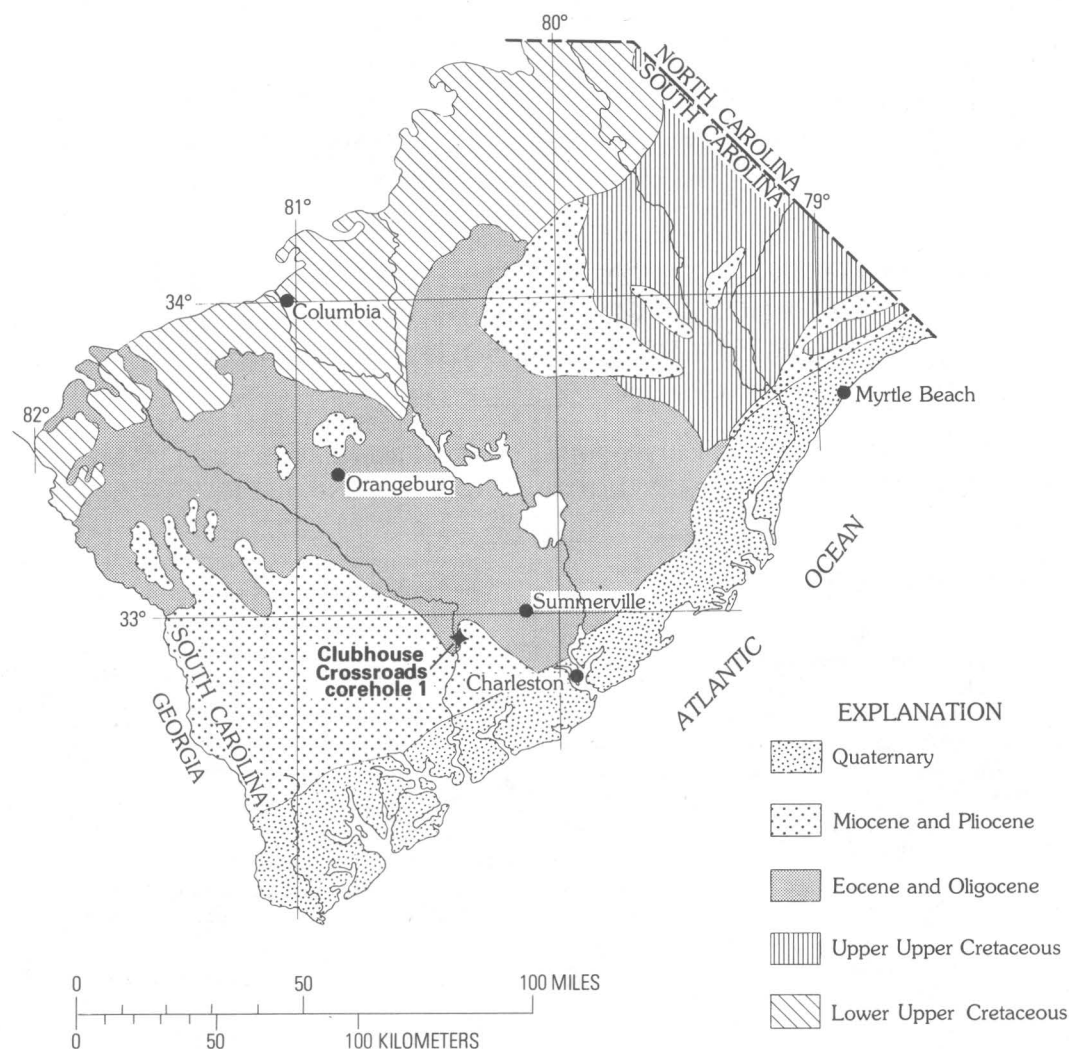 80°
NORTH CAROLINA
SOUTH CAROLINA
79°
81°
34°
Columbia
82°
Myrtle Beach
Orangeburg
OCEAN
Summerville
33°
SOUTH CAROLINA
GEORGIA
Clubhouse
Crossroads
corehole 1
Charleston
ATLANTIC
EXPLANATION
Quaternary
Miocene and Pliocene
Eocene and Oligocene
Upper Upper Cretaceous
Lower Upper Cretaceous
0 50 100 MILES
0 50 100 KILOMETERS